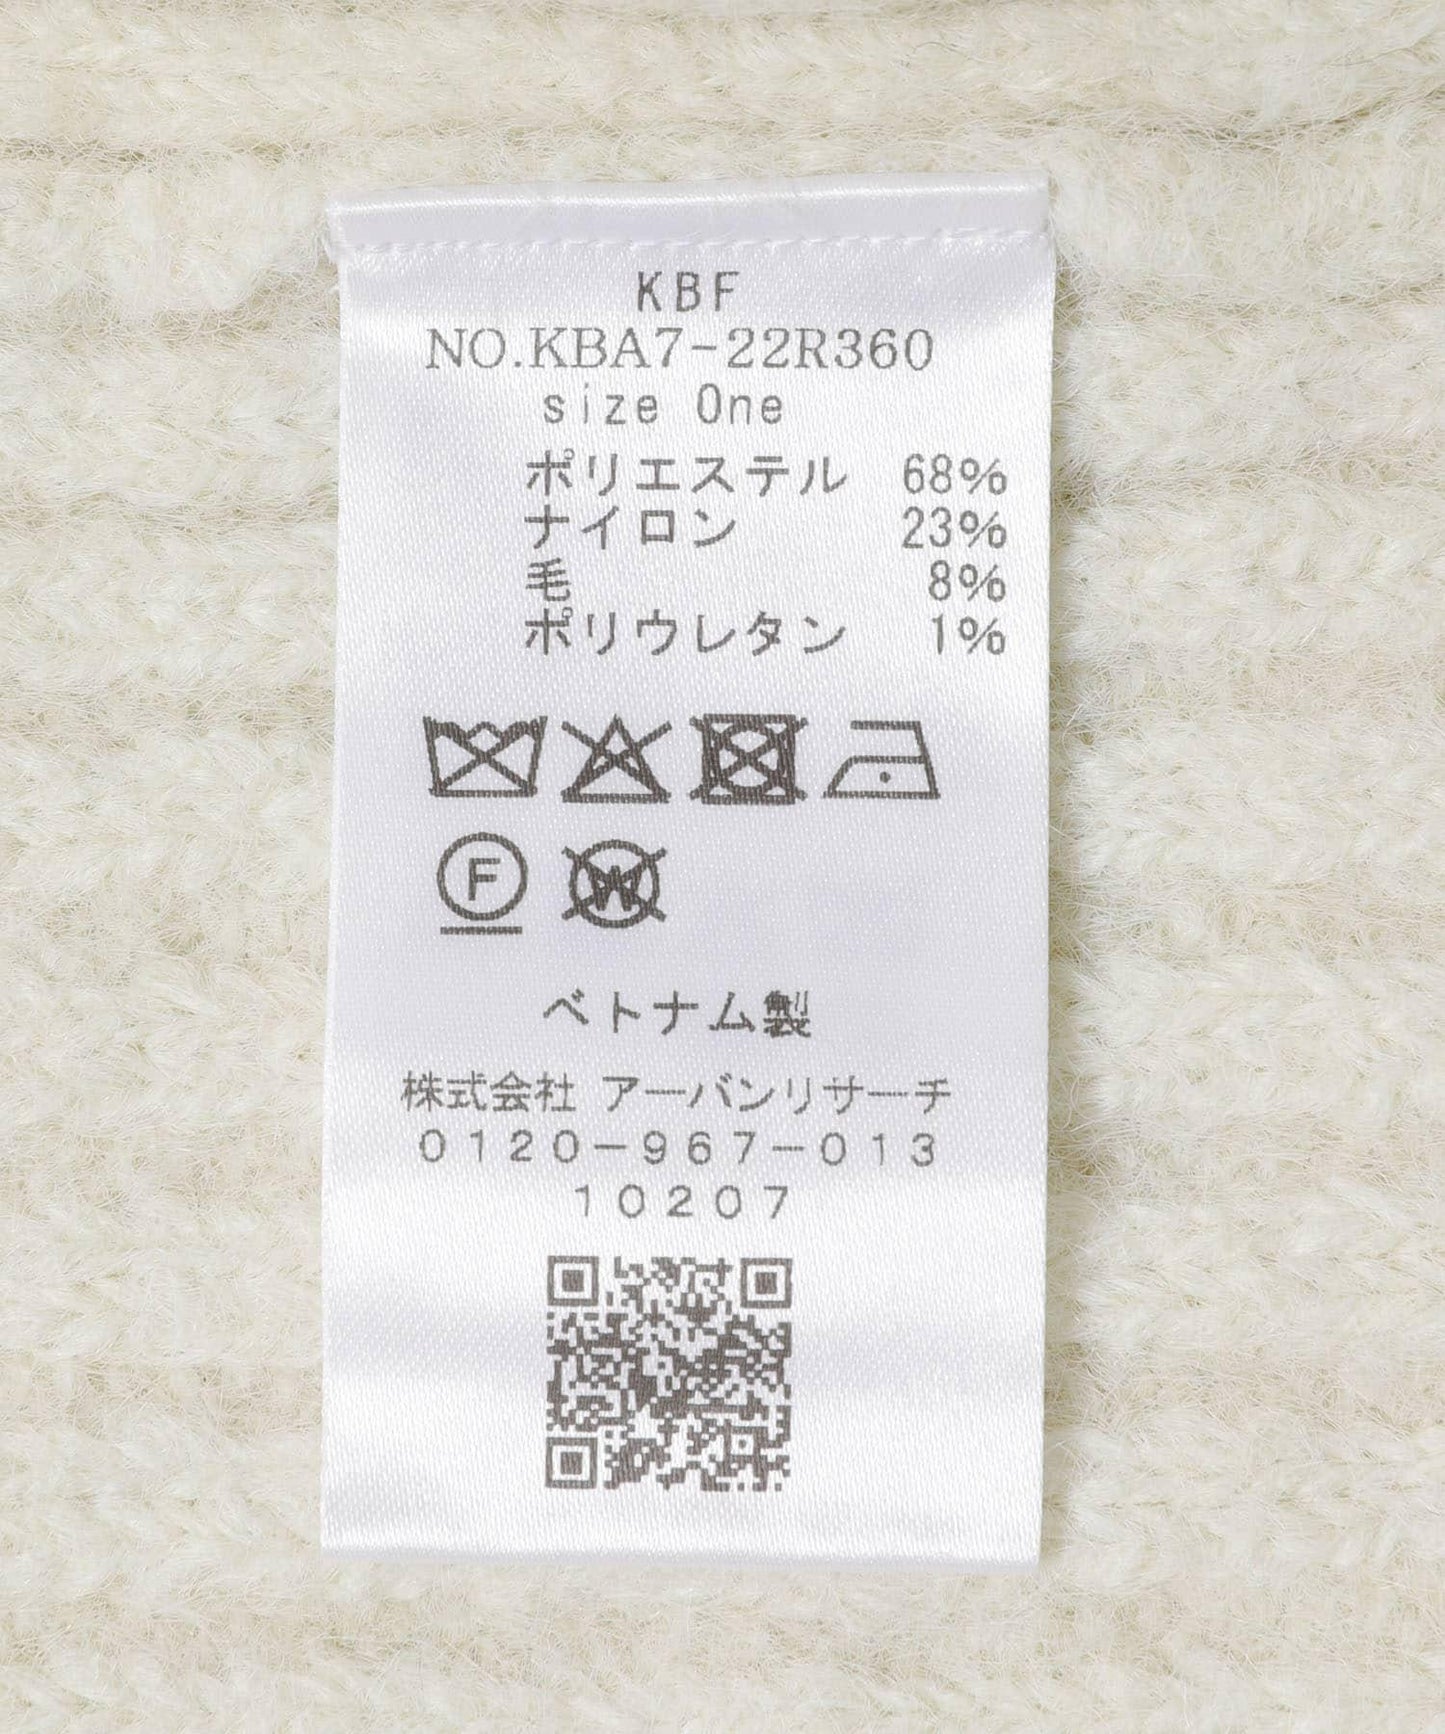 KBF
NO.KBA7-22R360
size One
ポリエステル 68%
ナイロン 23%
毛 8%
ポリウレタン 1%
F
W
ベトナム製
株式会社 アーバンリサーチ
0120-967-013
10207